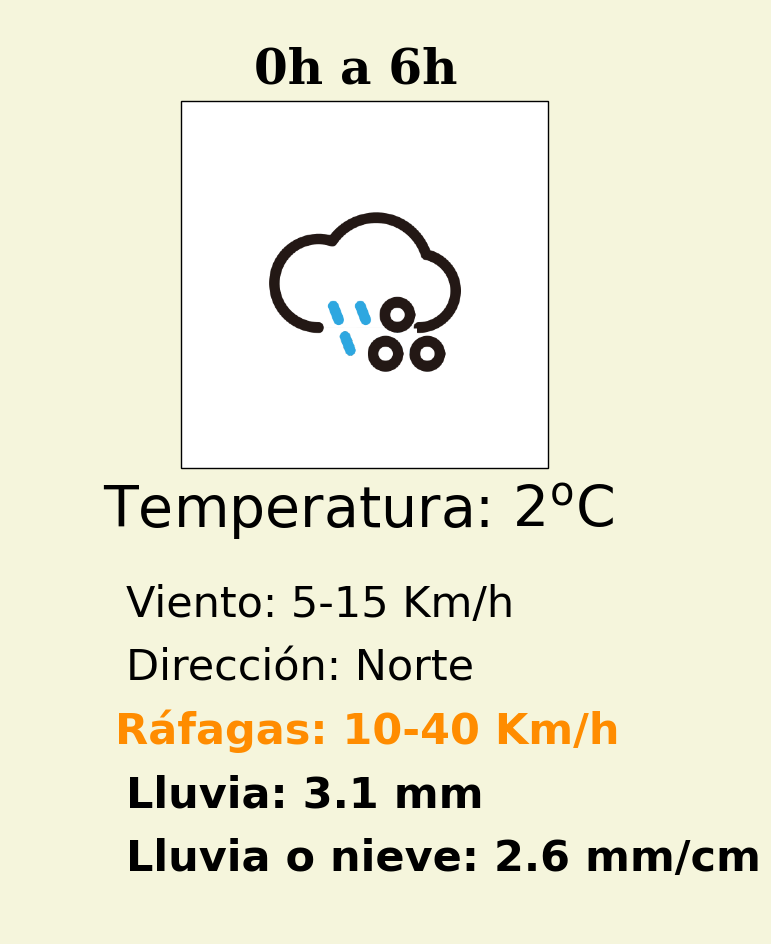 0h a 6h
Temperatura: 2ºC
Viento: 5-15 Km/h
Dirección: Norte
Ráfagas: 10-40 Km/h
Lluvia: 3.1 mm
Lluvia o nieve: 2.6 mm/cm